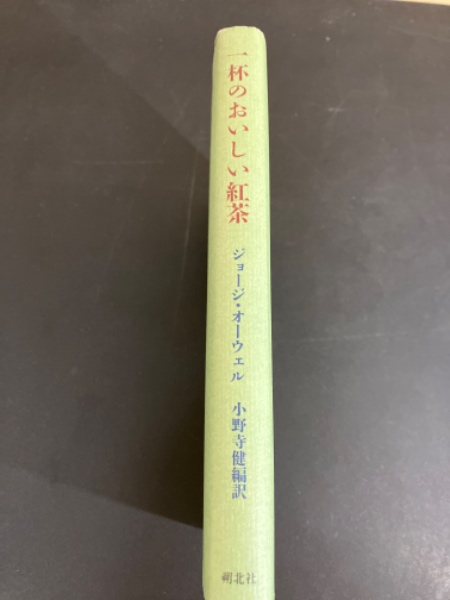 一杯のおいしい紅茶
ジョージ・オーウェル
小野寺健編訳
朔北社